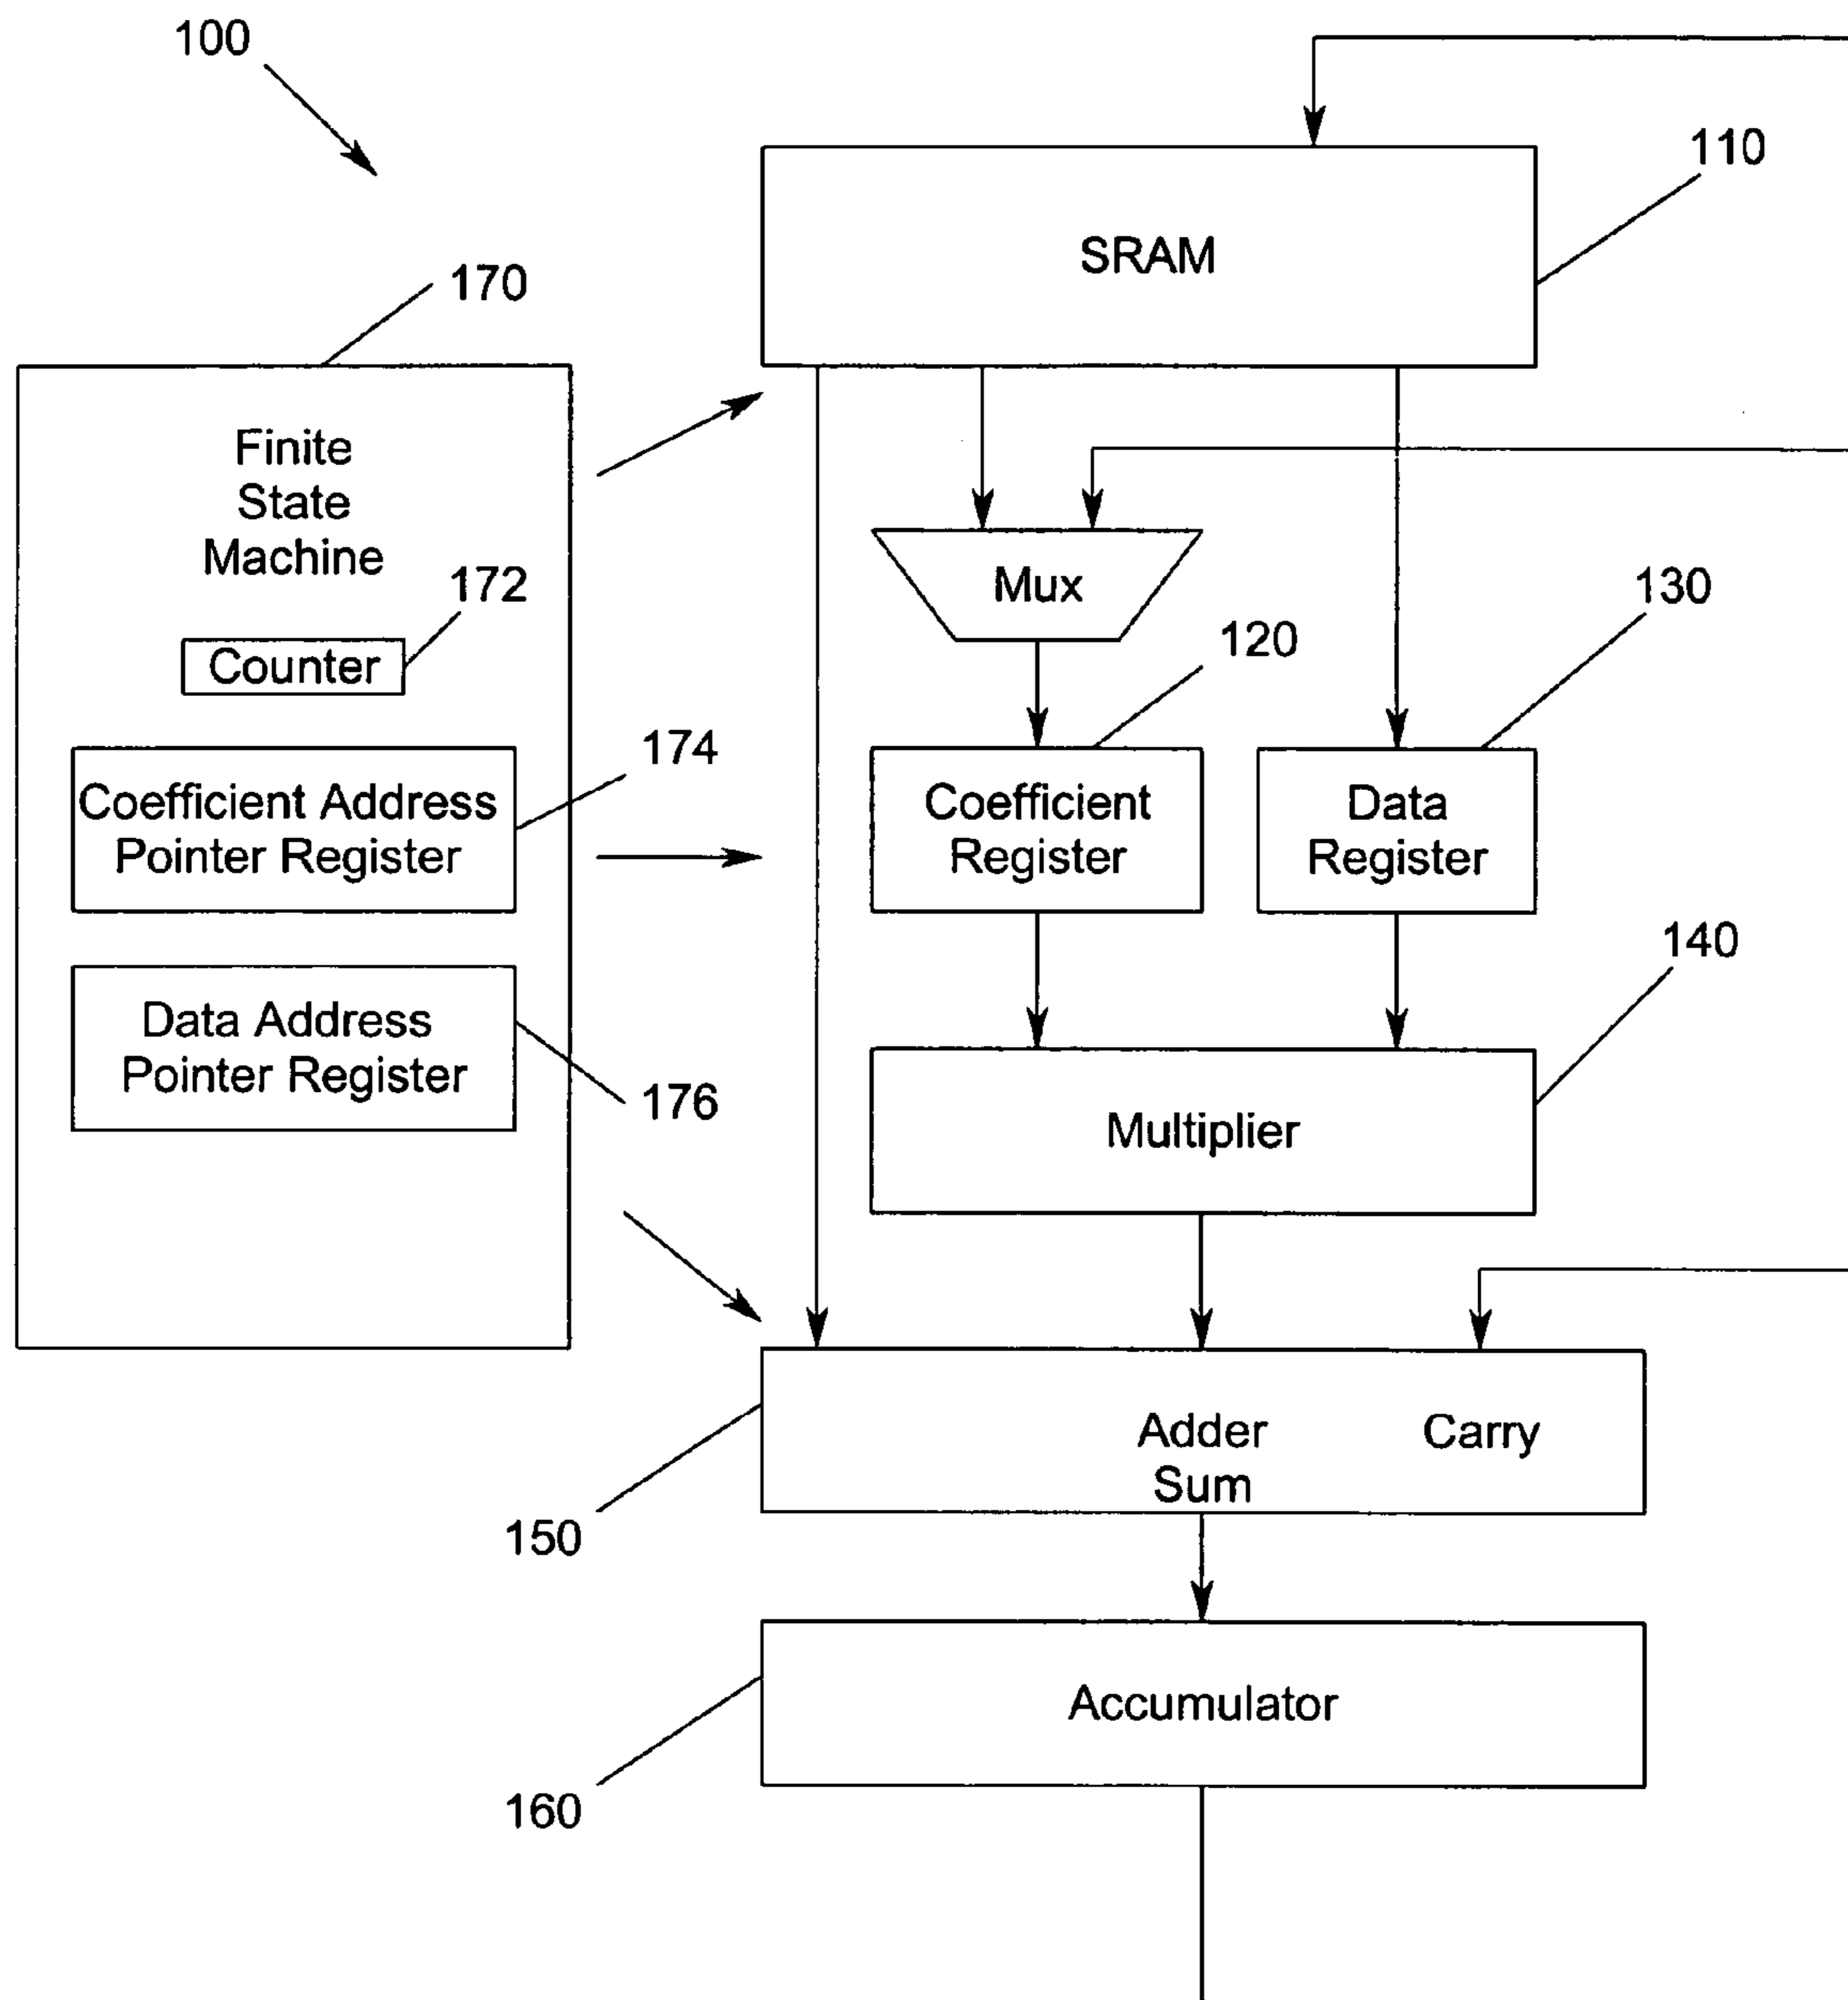 100
110
SRAM
170
Finite
State
Machine
172
Counter
Mux
120
130
174
Coefficient Address
Pointer Register
Coefficient
Register
Data
Register
140
Data Address
Pointer Register
176
Multiplier
Adder
Sum
Carry
150
Accumulator
160